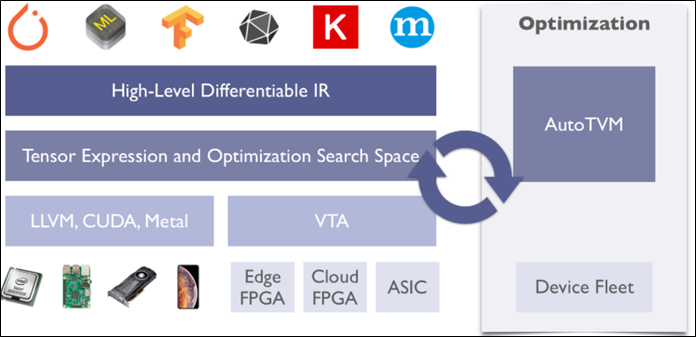 ML
K
m
Optimization
High-Level Differentiable IR
AutoTVM
Tensor Expression and Optimization Search Space
LLVM, CUDA, Metal
VTA
Edge
FPGA
Cloud
FPGA
ASIC
Device Fleet